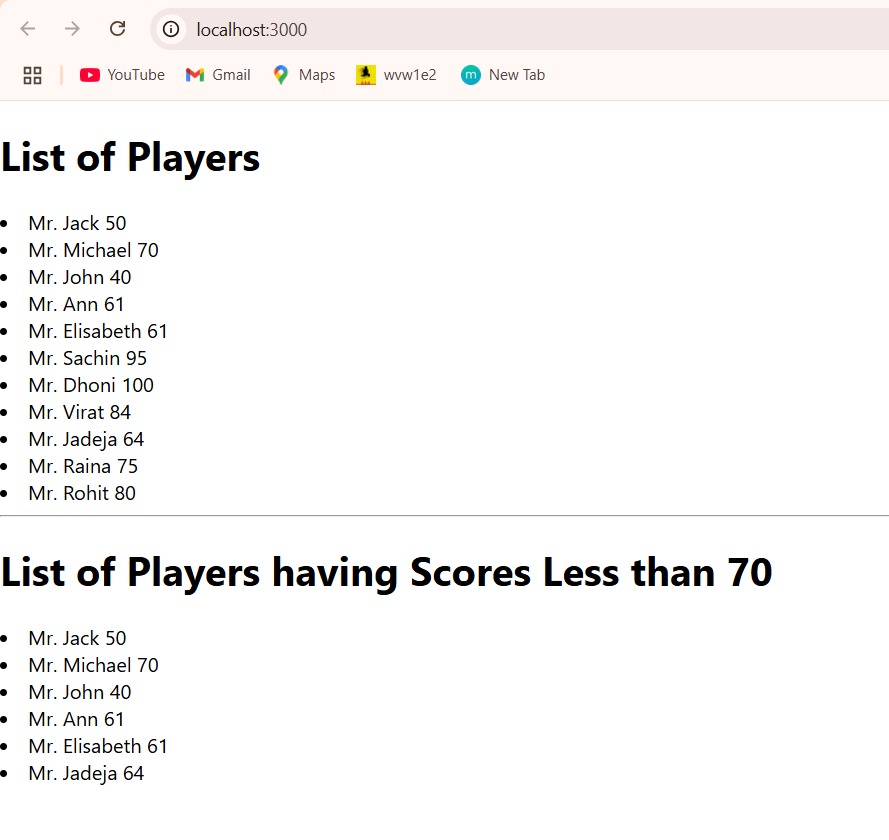 localhost:3000
YouTube Gmail Maps wvw1e2 m New Tab
List of Players
• Mr. Jack 50
• Mr. Michael 70
• Mr. John 40
• Mr. Ann 61
• Mr. Elisabeth 61
• Mr. Sachin 95
• Mr. Dhoni 100
• Mr. Virat 84
• Mr. Jadeja 64
• Mr. Raina 75
• Mr. Rohit 80
List of Players having Scores Less than 70
• Mr. Jack 50
• Mr. Michael 70
• Mr. John 40
• Mr. Ann 61
• Mr. Elisabeth 61
• Mr. Jadeja 64